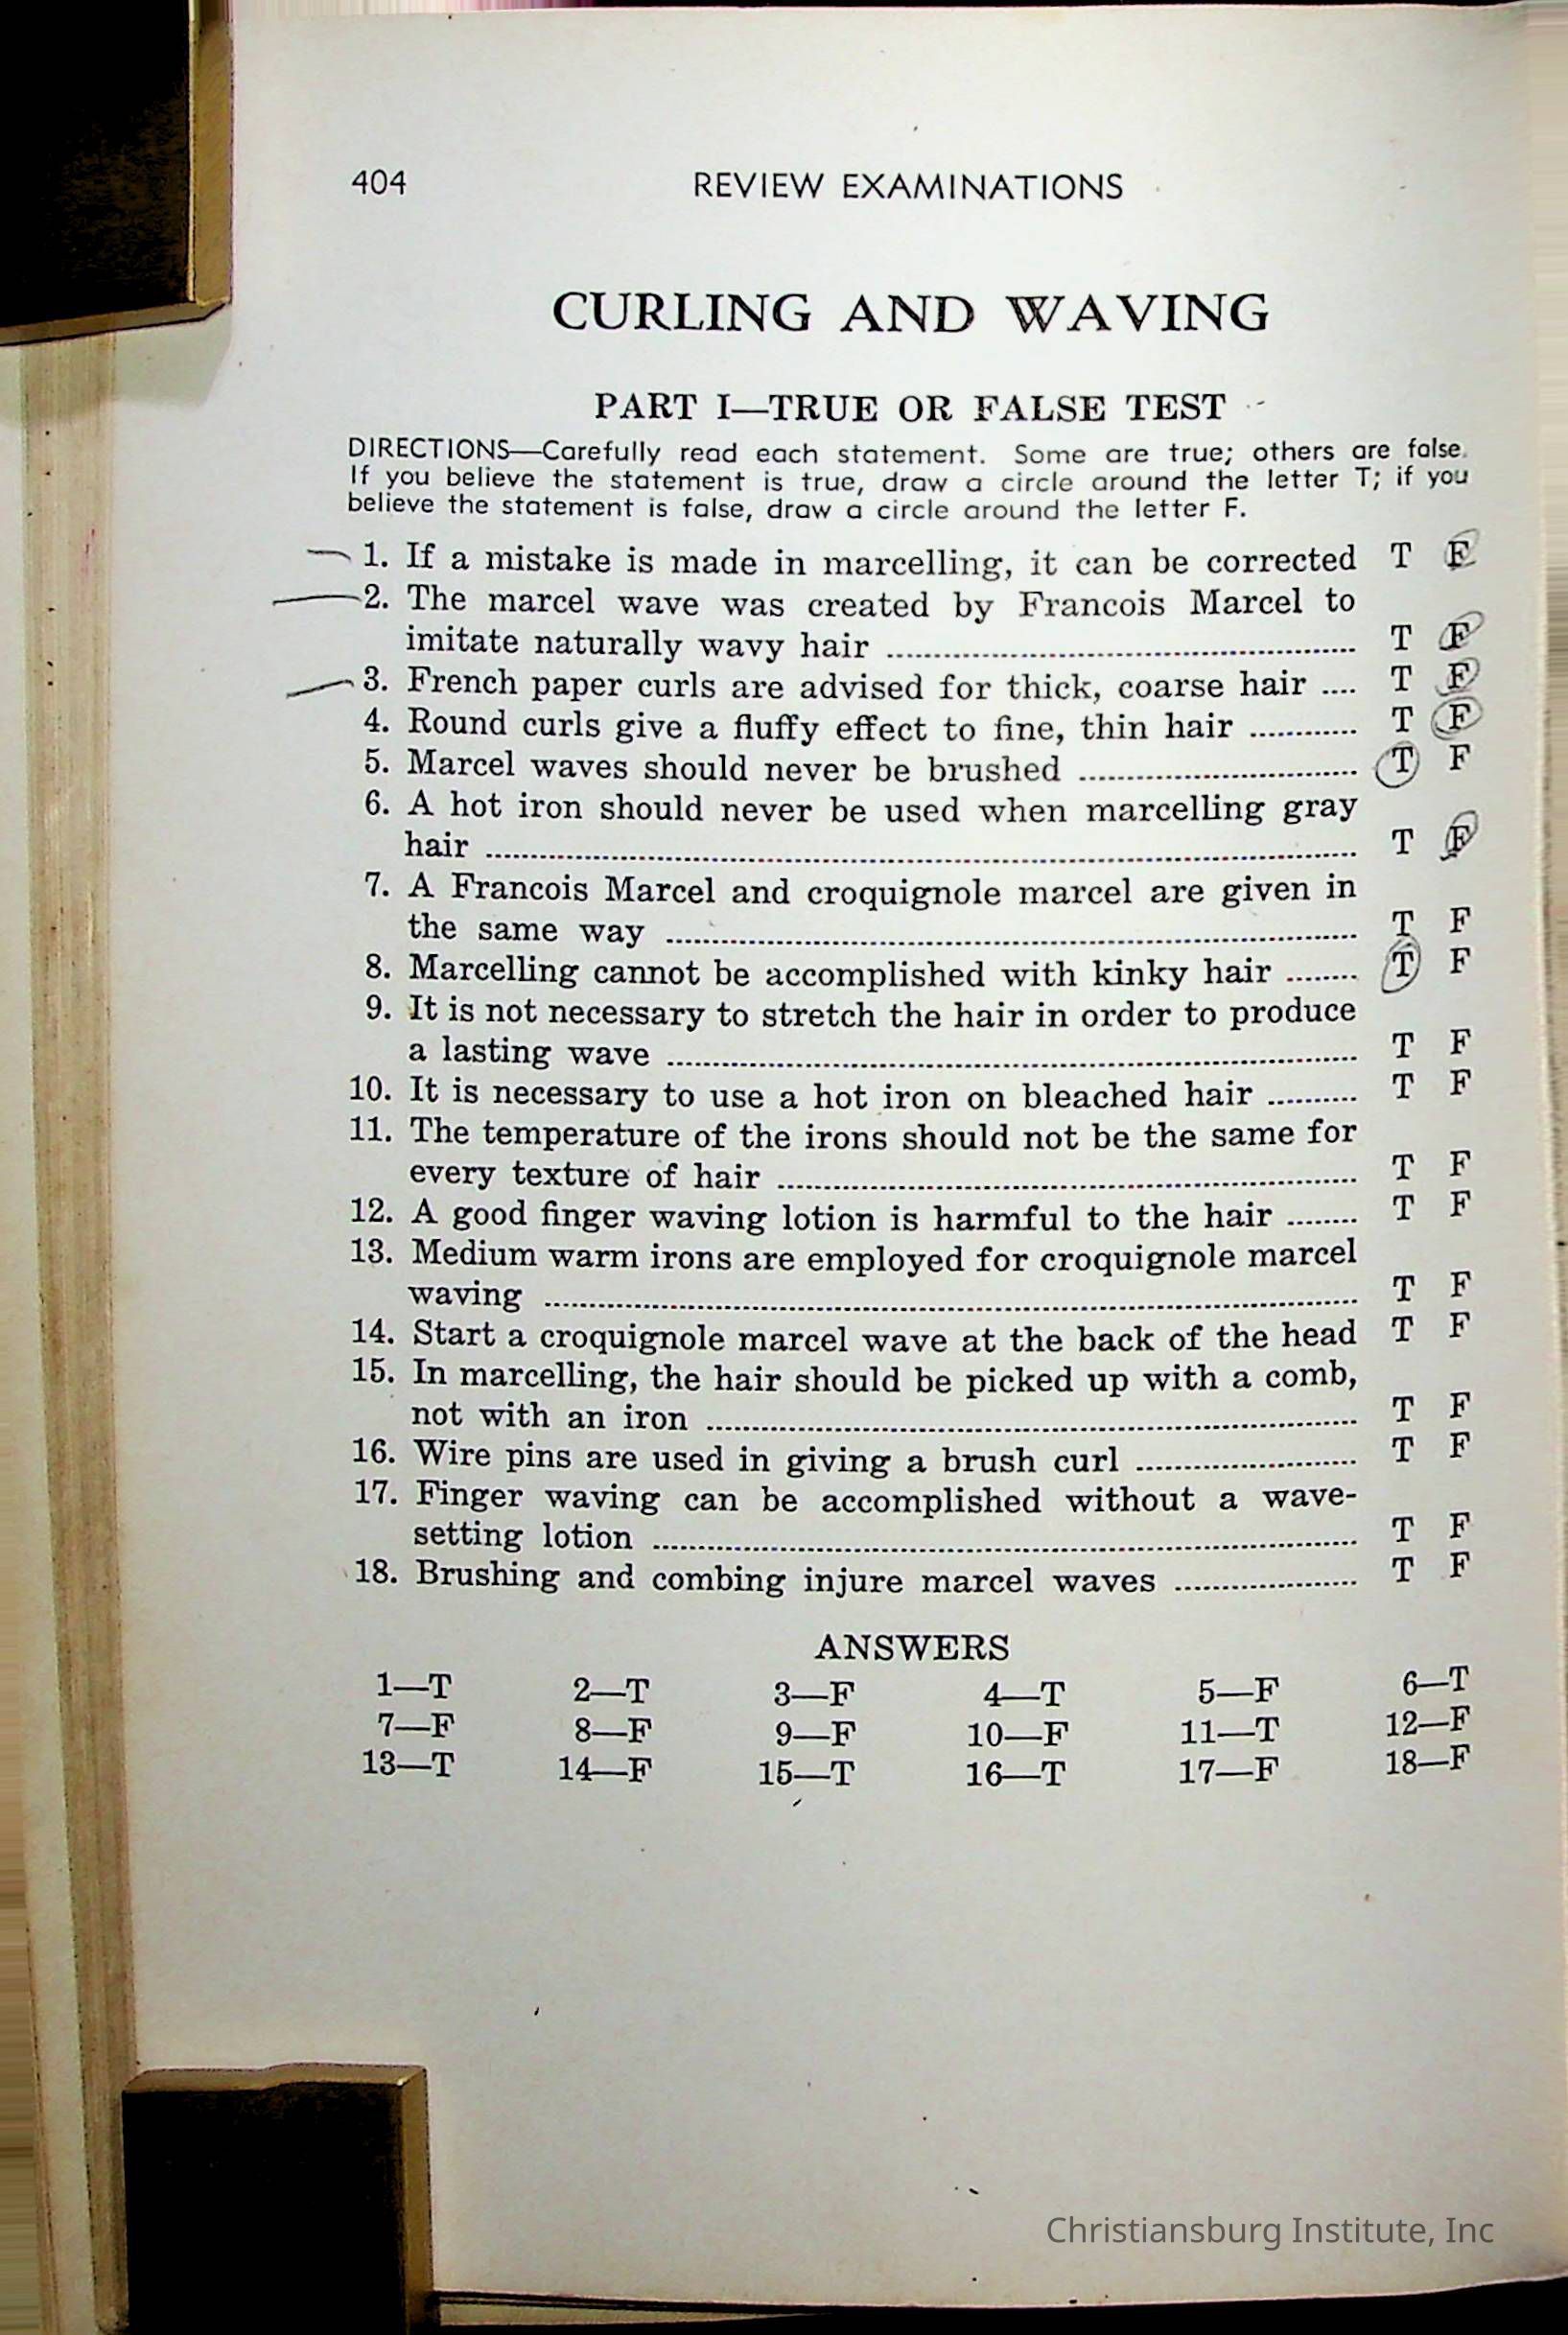 404
REVIEW EXAMINATIONS
CURLING AND WAVING
PART I—TRUE OR FALSE TEST
DIRECTIONS—Carefully read each statement. Some are true; others are false.
If you believe the statement is true, draw a circle around the letter T; if you
believe the statement is false, draw a circle around the letter F.
1. If a mistake is made in marcelling, it can be corrected T F
2. The marcel wave was created by Francois Marcel to
imitate naturally wavy hair ........ T F
3. French paper curls are advised for thick, coarse hair .... T F
4. Round curls give a fluffy effect to fine, thin hair ........ T F
5. Marcel waves should never be brushed ........ T F
6. A hot iron should never be used when marcelling gray
hair ........ T F
7. A Francois Marcel and croquignole marcel are given in
the same way ........ T F
8. Marcelling cannot be accomplished with kinky hair ........ T F
9. It is not necessary to stretch the hair in order to produce
a lasting wave ........ T F
10. It is necessary to use a hot iron on bleached hair ........ T F
11. The temperature of the irons should not be the same for
every texture of hair ........ T F
12. A good finger waving lotion is harmful to the hair ........ T F
13. Medium warm irons are employed for croquignole marcel
waving ........ T F
14. Start a croquignole marcel wave at the back of the head T F
15. In marcelling, the hair should be picked up with a comb,
not with an iron ........ T F
16. Wire pins are used in giving a brush curl ........ T F
17. Finger waving can be accomplished without a wave-
setting lotion ........ T F
18. Brushing and combing injure marcel waves ........ T F
ANSWERS
1—T 2—T 3—F 4—T 5—F 6—T
7—F 8—F 9—F 10—F 11—T 12—F
13—T 14—F 15—T 16—T 17—F 18—F
Christiansburg Institute, Inc